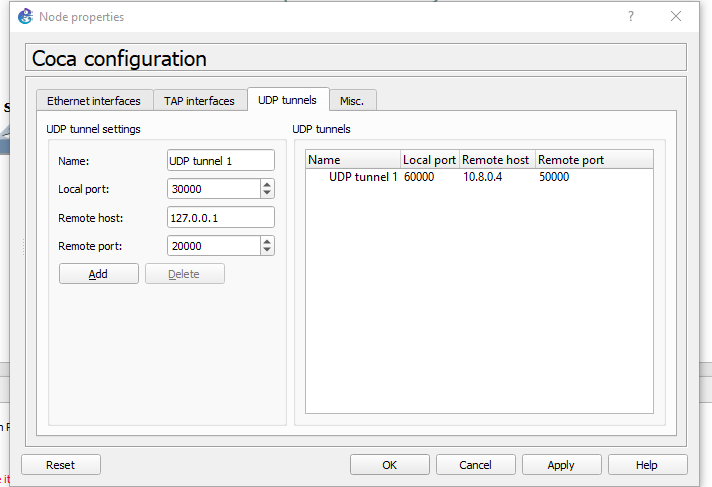 Node properties
?
Coca configuration
Ethernet interfaces TAP interfaces UDP tunnels Misc.
UDP tunnel settings
Name: UDP tunnel 1
Local port: 30000
Remote host: 127.0.0.1
Remote port: 20000
Add Delete
UDP tunnels
Name Local port Remote host Remote port
UDP tunnel 1 60000 10.8.0.4 50000
Reset OK Cancel Apply Help